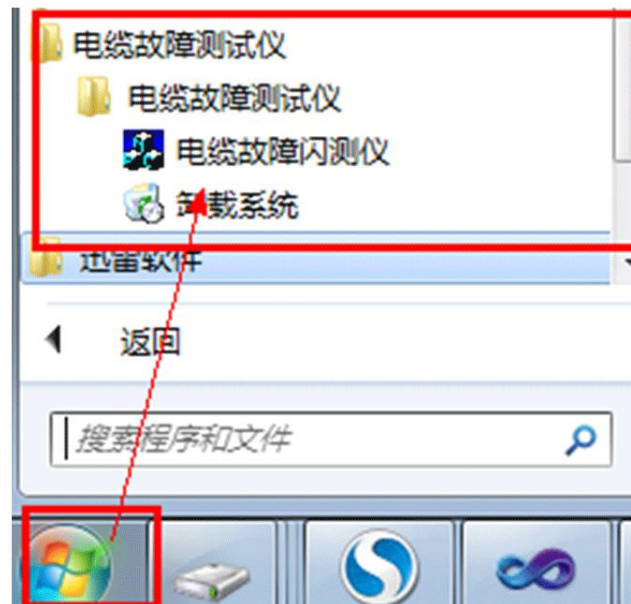 电缆故障测试仪
电缆故障测试仪
电缆故障闪测仪
卸载系统
迅雷软件
返回
搜索程序和文件